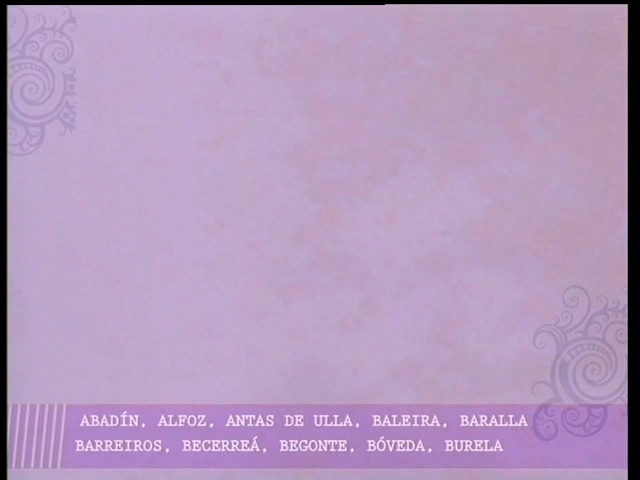 ABADÍN, ALFOZ, ANTAS DE ULLA, BALEIRA, BARALLA
BARREIROS, BECERREÁ, BEGONTE, BÓVEDA, BURELA